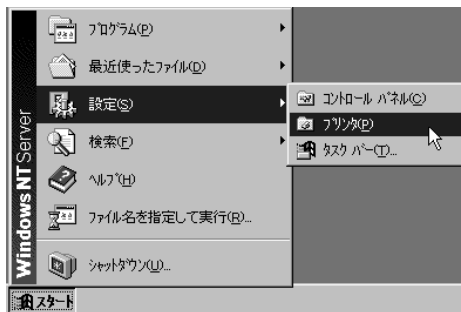 Windows NT Server
ﾌﾟﾛｸﾞﾗﾑ(P)
最近使ったﾌｧｲﾙ(D)
設定(S)
検索(F)
ﾍﾙﾌﾟ(H)
ﾌｧｲﾙ名を指定して実行(R)...
ｼｬｯﾄﾀﾞｳﾝ(U)...
ｺﾝﾄﾛｰﾙ ﾊﾟﾈﾙ(C)
ﾌﾟﾘﾝﾀ(P)
ﾀｽｸ ﾊﾞｰ(T)...
ｽﾀｰﾄ